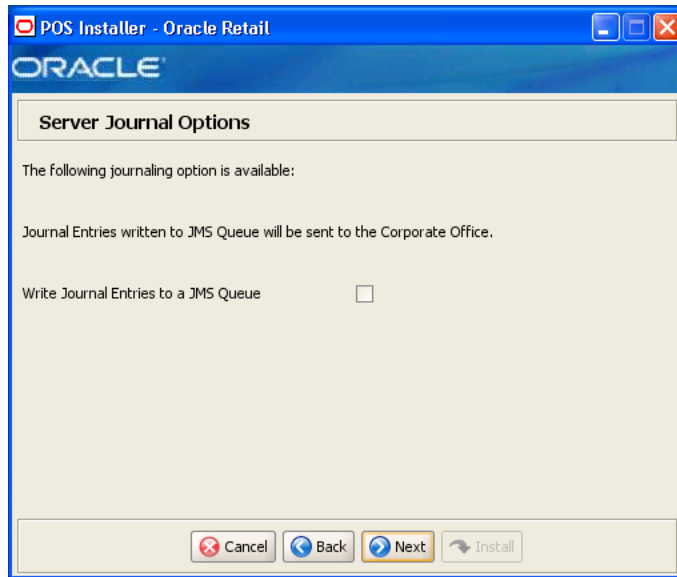 POS Installer - Oracle Retail
ORACLE
Server Journal Options
The following journaling option is available:
Journal Entries written to JMS Queue will be sent to the Corporate Office.
Write Journal Entries to a JMS Queue
Cancel Back Next Install